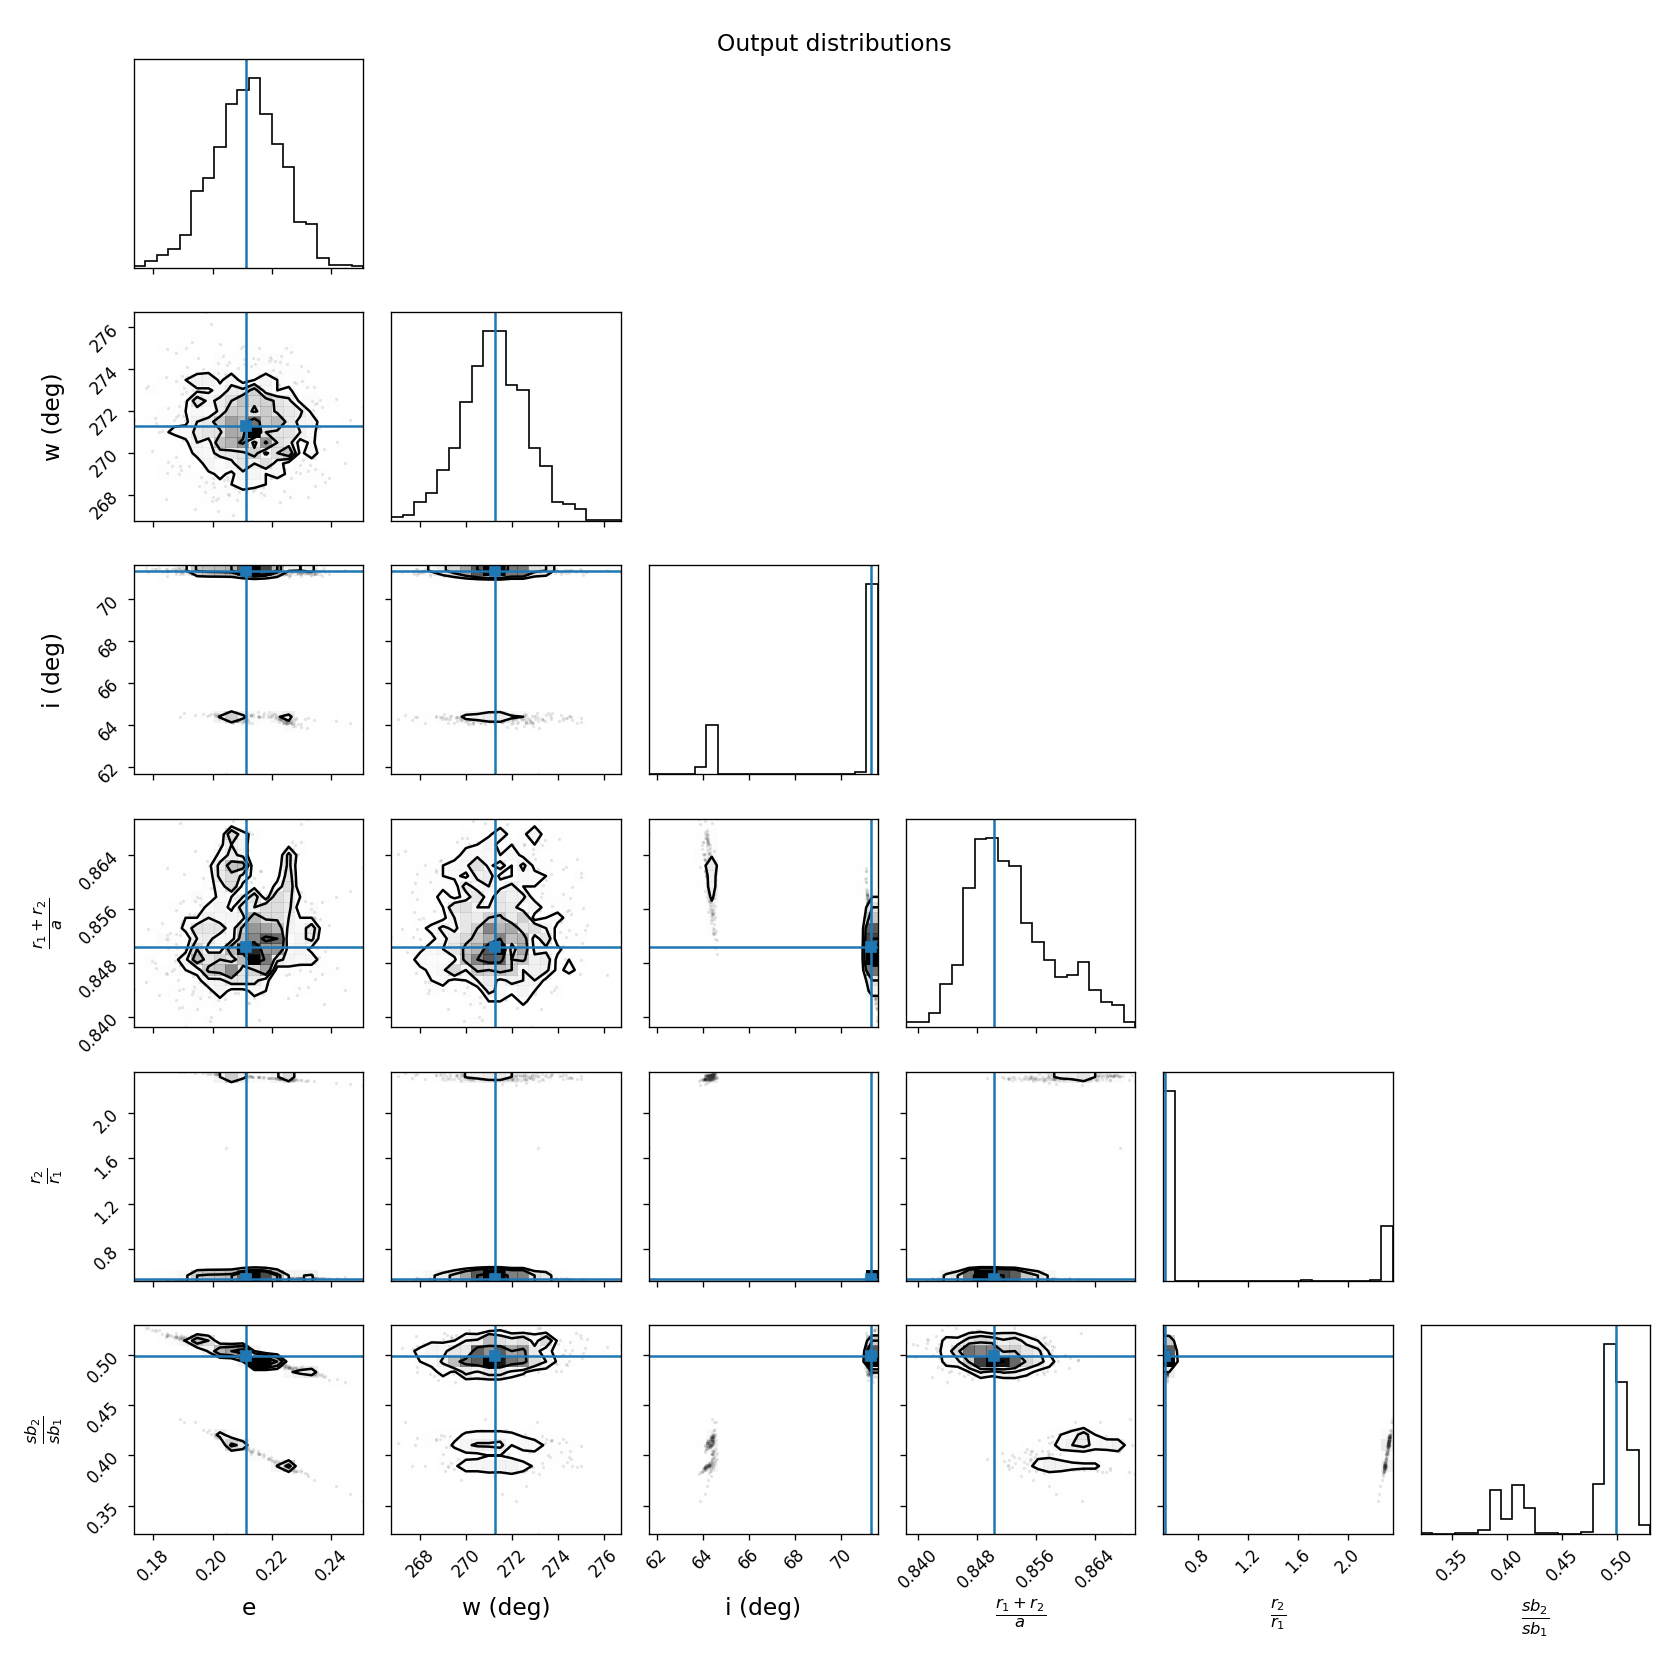 Output distributions
w (deg)
276
274
272
270
268
i (deg)
70
68
66
64
62
r₁ + r₂
a
0.864
0.856
0.848
0.840
r₂
r₁
2.0
1.6
1.2
0.8
sb₂
sb₁
0.50
0.45
0.40
0.35
0.18 0.20 0.22 0.24
268 270 272 274 276
62 64 66 68 70
0.840 0.848 0.856 0.864
0.8 1.2 1.6 2.0
0.35 0.40 0.45 0.50
e
w (deg)
i (deg)
r₁ + r₂
a
r₂
r₁
sb₂
sb₁